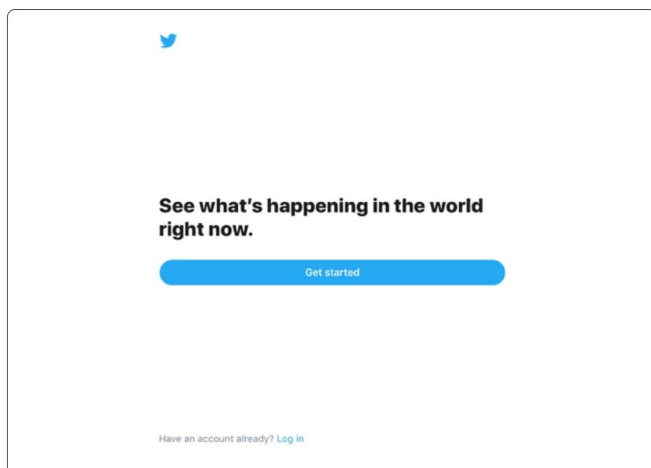 See what's happening in the world
right now.
Get started
Have an account already? Log in